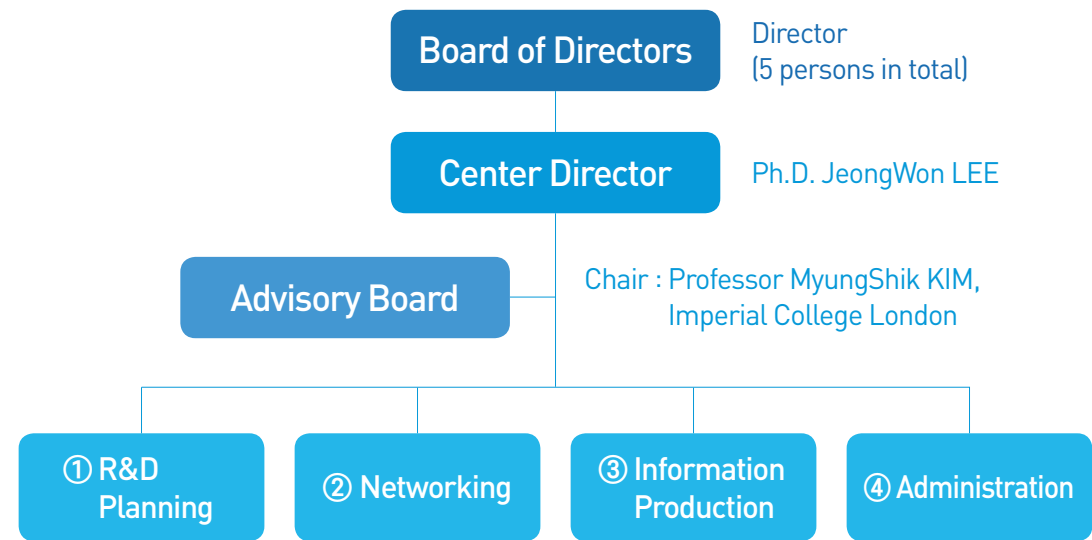 Board of Directors
Director
(5 persons in total)
Center Director
Ph.D. JeongWon LEE
Advisory Board
Chair : Professor MyungShik KIM,
Imperial College London
① R&D
Planning
② Networking
③ Information
Production
④ Administration